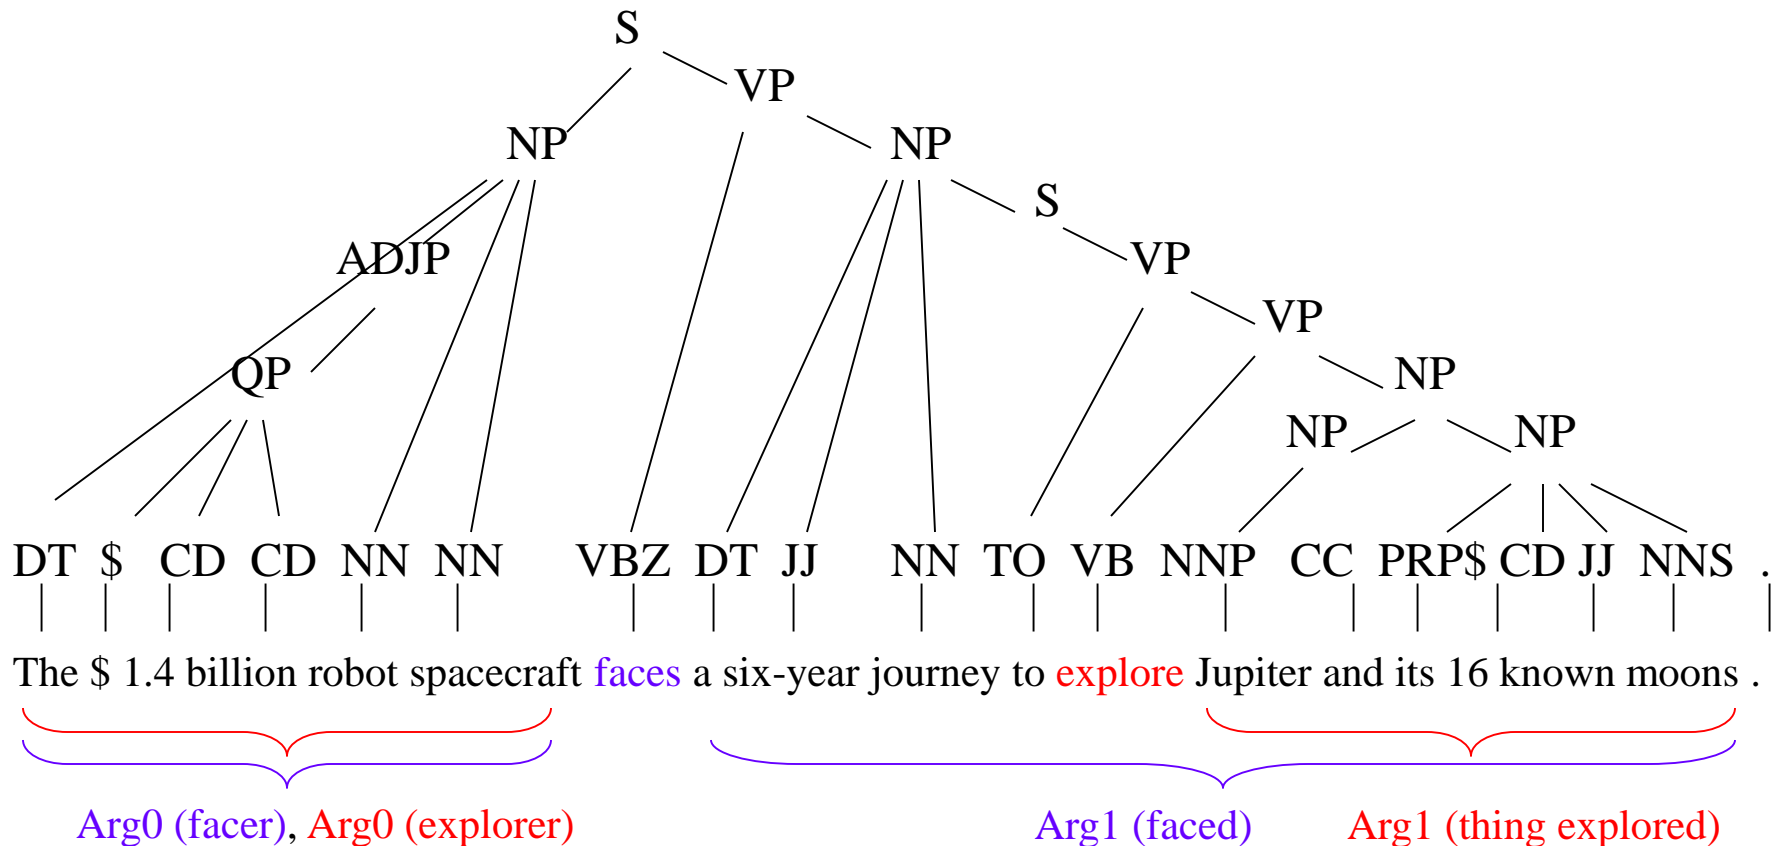 S
VP
NP NP
S
ADJP VP
VP
QP NP
NP NP
DT $ CD CD NN NN VBZ DT JJ NN TO VB NNP CC PRP$ CD JJ NNS .
The $ 1.4 billion robot spacecraft faces a six-year journey to explore Jupiter and its 16 known moons .
Arg0 (facer), Arg0 (explorer) Arg1 (faced) Arg1 (thing explored)